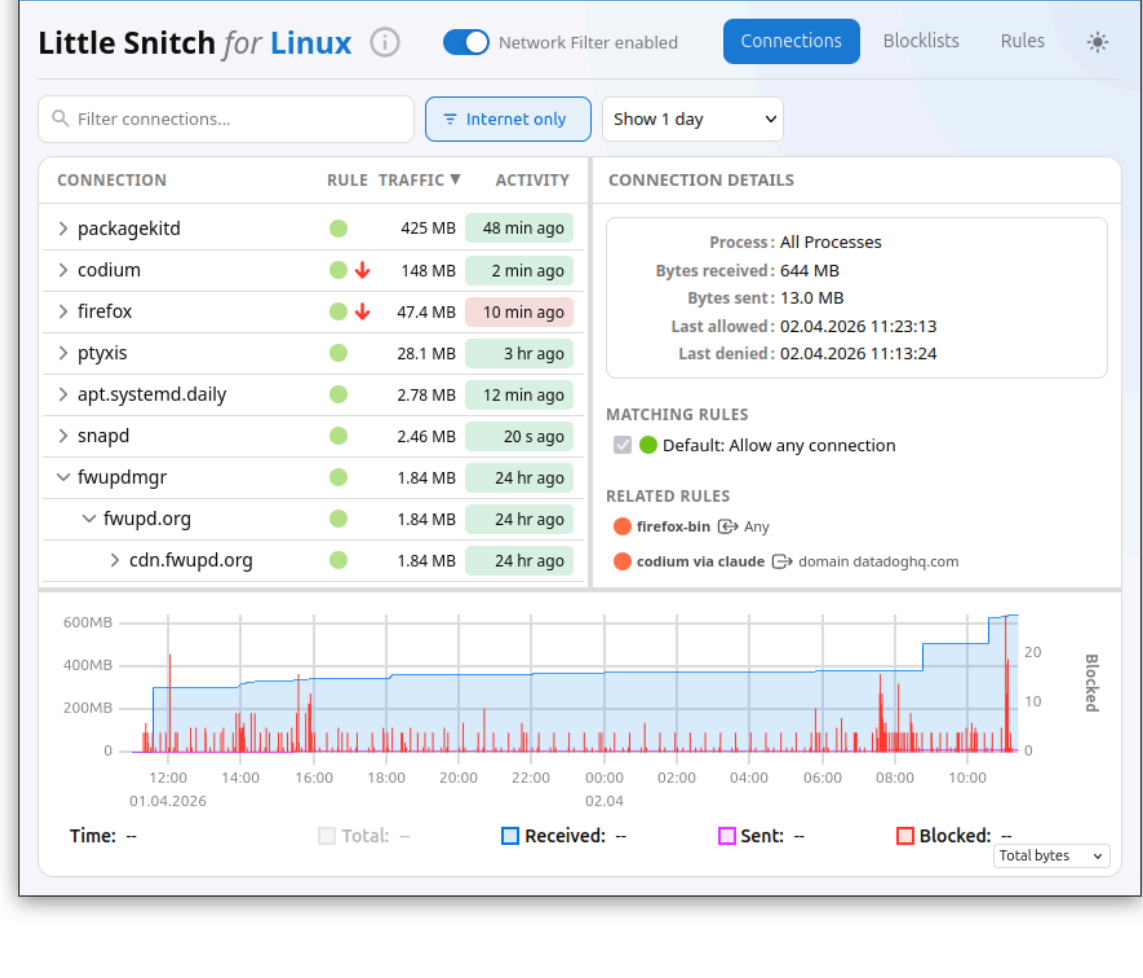 Little Snitch for Linux
Network Filter enabled
Connections
Blocklists
Rules
Filter connections...
Internet only
Show 1 day
CONNECTION RULE TRAFFIC ▼ ACTIVITY
packagekitd 425 MB 48 min ago
codium 148 MB 2 min ago
firefox 47.4 MB 10 min ago
ptyxis 28.1 MB 3 hr ago
apt.systemd.daily 2.78 MB 12 min ago
snapd 2.46 MB 20 s ago
fwupdmgr 1.84 MB 24 hr ago
fwupd.org 1.84 MB 24 hr ago
cdn.fwupd.org 1.84 MB 24 hr ago
CONNECTION DETAILS
Process: All Processes
Bytes received: 644 MB
Bytes sent: 13.0 MB
Last allowed: 02.04.2026 11:23:13
Last denied: 02.04.2026 11:13:24
MATCHING RULES
Default: Allow any connection
RELATED RULES
firefox-bin Any
codium via claude domain datadoghq.com
600MB
400MB
200MB
0
20
10
0
Blocked
12:00 14:00 16:00 18:00 20:00 22:00 00:00 02:00 04:00 06:00 08:00 10:00
01.04.2026 02.04
Time: -- Total: -- Received: -- Sent: -- Blocked: --
Total bytes